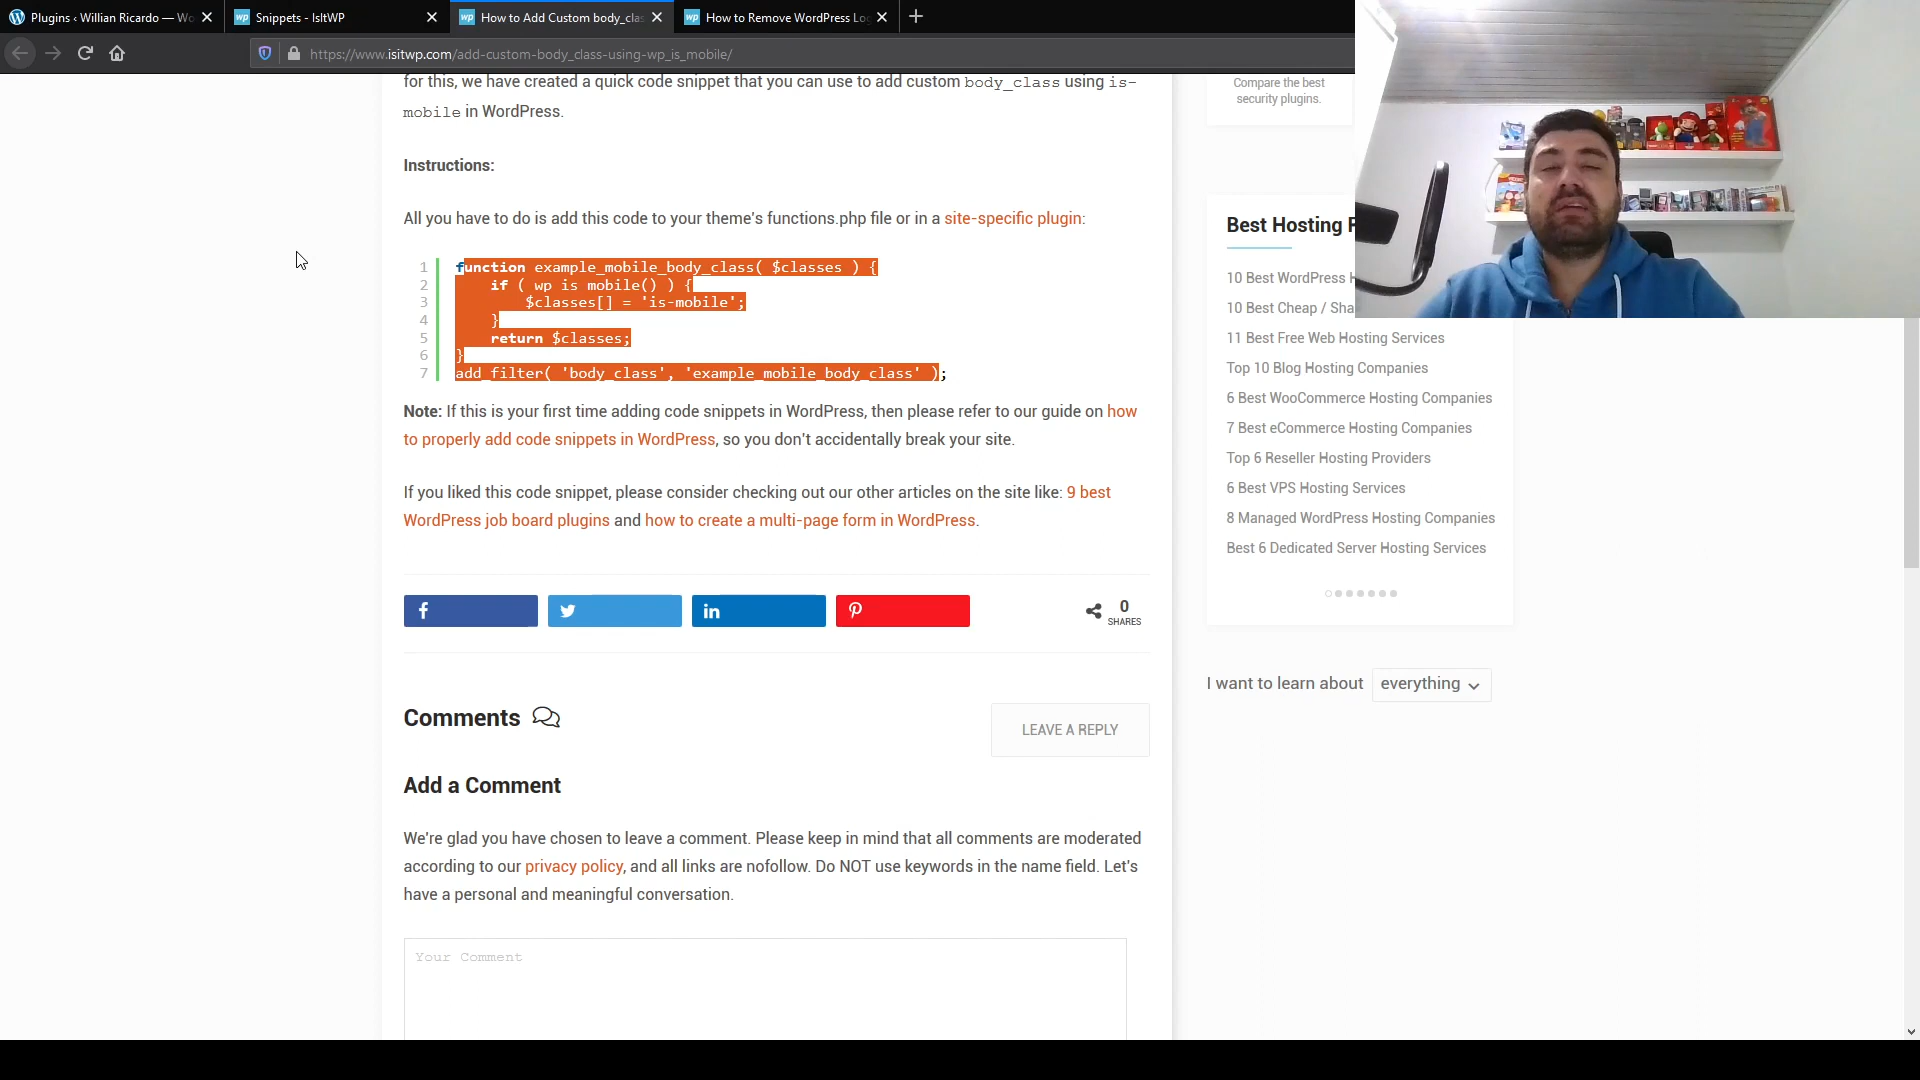 Plugins ‹ Willian Ricardo — Wo
Snippets - IsItWP
How to Add Custom body_clas
How to Remove WordPress Lo
https://www.isitwp.com/add-custom-body_class-using-wp_is_mobile/
for this, we have created a quick code snippet that you can use to add custom body_class using is-
mobile in WordPress.
Instructions:
All you have to do is add this code to your theme's functions.php file or in a site-specific plugin:
1 function example_mobile_body_class( $classes ) {
2 if ( wp_is_mobile() ) {
3 $classes[] = 'is-mobile';
4 }
5 return $classes;
6 }
7 add_filter( 'body_class', 'example_mobile_body_class' );
Note: If this is your first time adding code snippets in WordPress, then please refer to our guide on how
to properly add code snippets in WordPress, so you don't accidentally break your site.
If you liked this code snippet, please consider checking out our other articles on the site like: 9 best
WordPress job board plugins and how to create a multi-page form in WordPress.
0
SHARES
Comments
LEAVE A REPLY
Add a Comment
We're glad you have chosen to leave a comment. Please keep in mind that all comments are moderated
according to our privacy policy, and all links are nofollow. Do NOT use keywords in the name field. Let's
have a personal and meaningful conversation.
Your Comment
Compare the best
security plugins.
Best Hosting
10 Best WordPress
10 Best Cheap / Sha
11 Best Free Web Hosting Services
Top 10 Blog Hosting Companies
6 Best WooCommerce Hosting Companies
7 Best eCommerce Hosting Companies
Top 6 Reseller Hosting Providers
6 Best VPS Hosting Services
8 Managed WordPress Hosting Companies
Best 6 Dedicated Server Hosting Services
I want to learn about everything